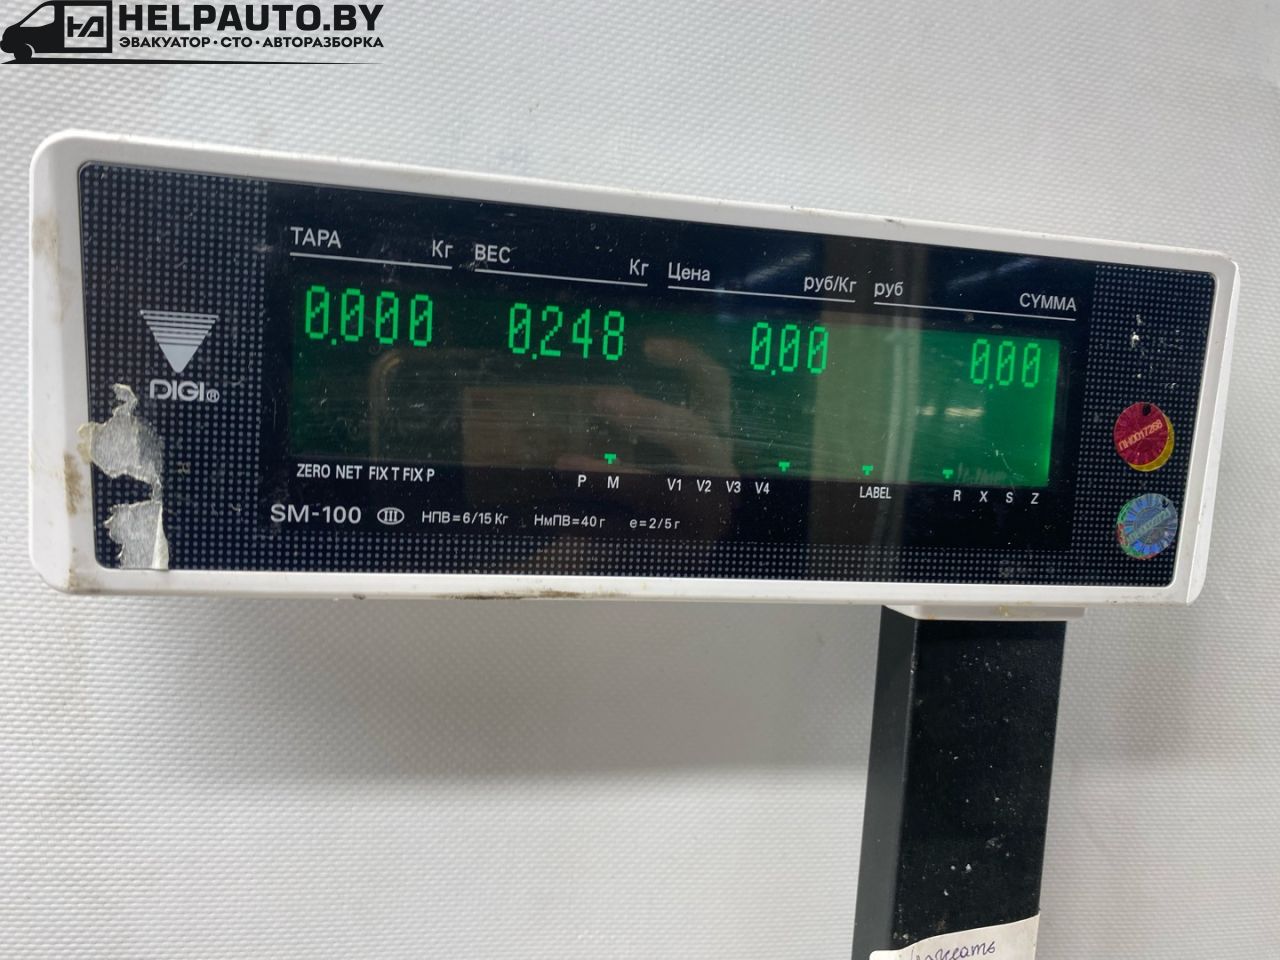 HELPAUTO.BY
ЭВАКУАТОР·СТО·АВТОРАЗБОРКА
ТАРА Кг ВЕС Кг Цена руб/Кг руб СУММА
0.000 0.248 0.00 0.00
DIGI®
ZERO NET FIX T FIX P P M V1 V2 V3 V4 LABEL R X S Z
SM-100 III НПВ=6/15 Кг НмПВ=40 г e=2/5 г